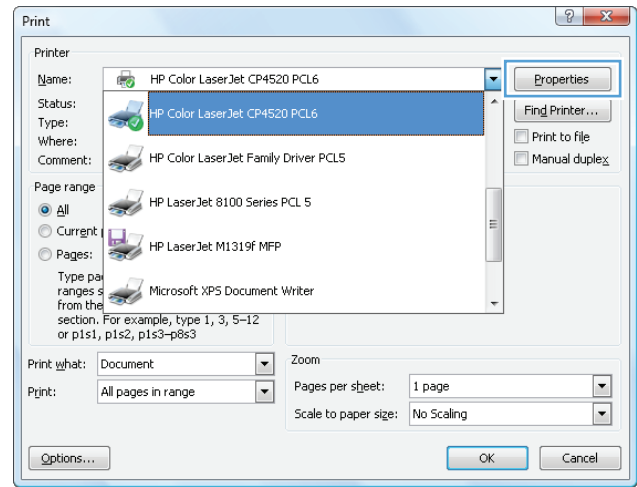 Print
Printer
Name: HP Color LaserJet CP4520 PCL6 Properties
Status: HP Color LaserJet CP4520 PCL6 Find Printer...
Type:
Where: Print to file
Comment: HP Color LaserJet Family Driver PCL5 Manual duplex
Page range
All HP LaserJet 8100 Series PCL 5
Current
Pages: HP LaserJet M1319f MFP
Type
ranges Microsoft XPS Document Writer
from the
section. For example, type 1, 3, 5–12
or p1s1, p1s2, p1s3–p8s3
Print what: Document
Print: All pages in range
Zoom
Pages per sheet: 1 page
Scale to paper size: No Scaling
Options... OK Cancel